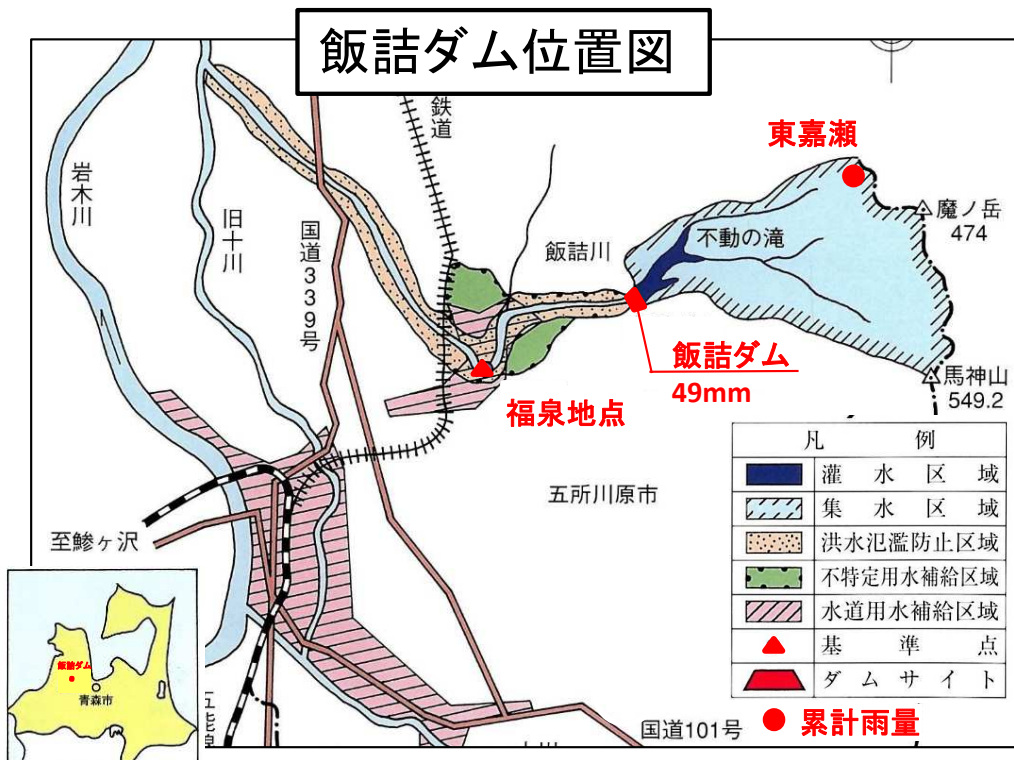 飯詰ダム位置図
鉄道
東嘉瀬
岩木川
旧十川
国道339号
飯詰川
不動の滝
魔ノ岳
474
飯詰ダム
49mm
馬神山
549.2
福泉地点
五所川原市
至鰺ヶ沢
凡例
灌水区域
集水区域
洪水氾濫防止区域
不特定用水補給区域
水道用水補給区域
基準点
ダムサイト
累計雨量
国道101号
五能線
飯詰ダム
青森市